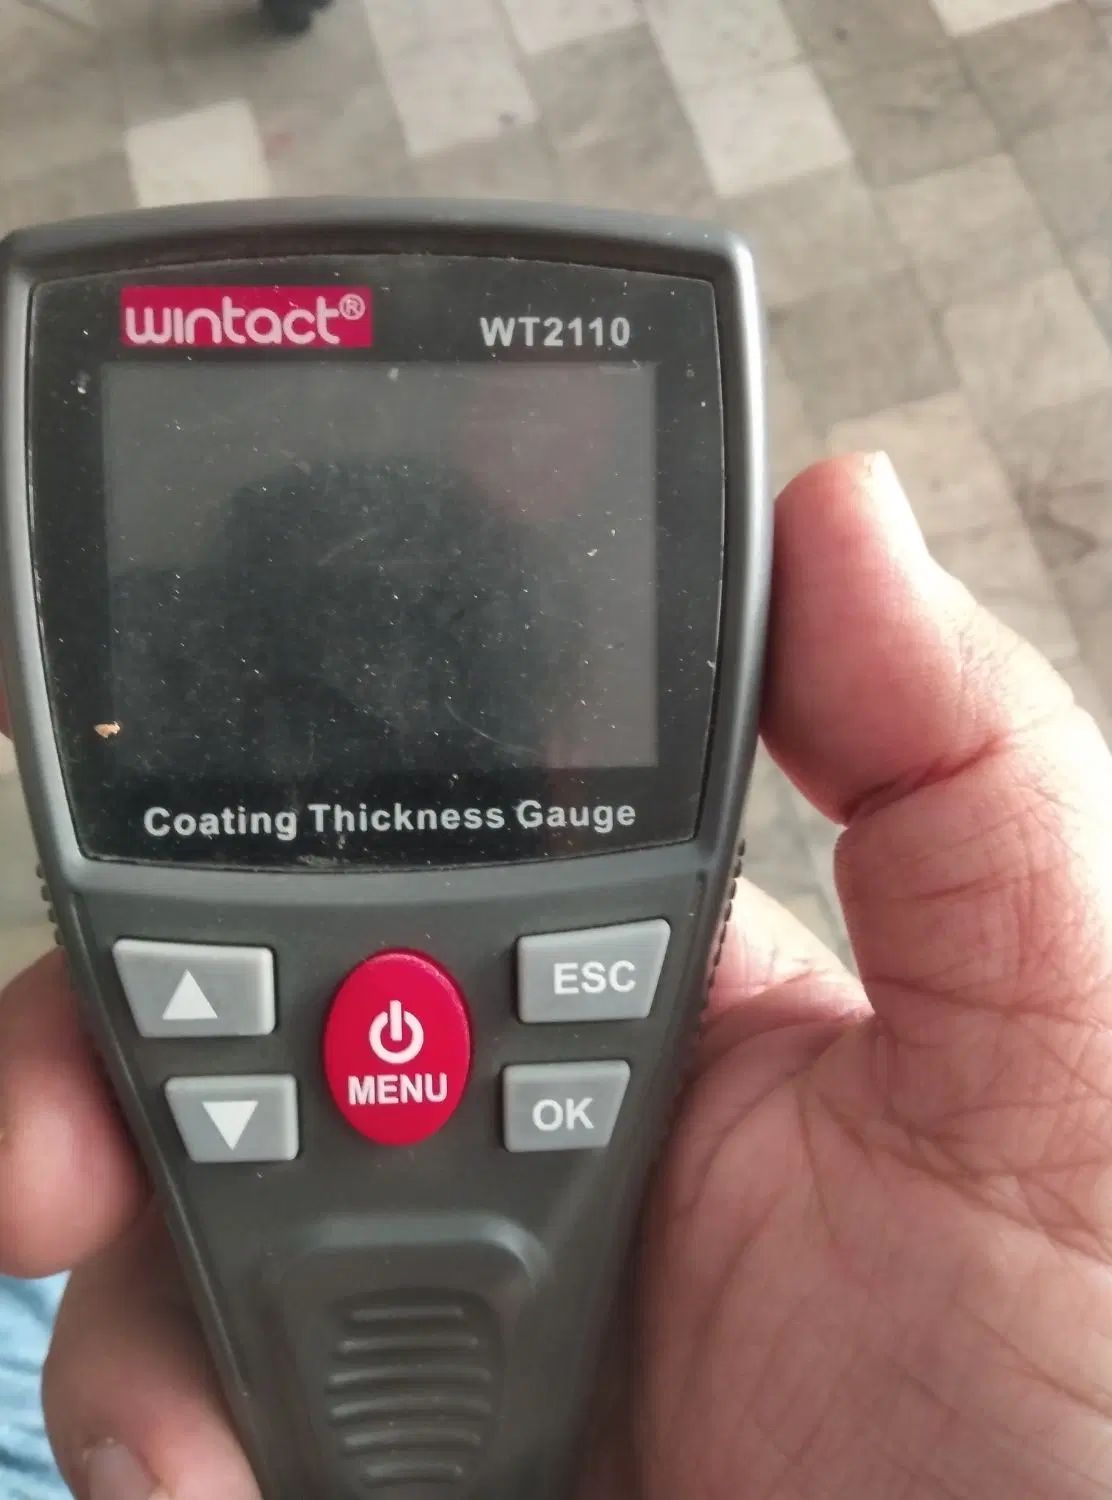 wintact®
WT2110
Coating Thickness Gauge
ESC
MENU
OK